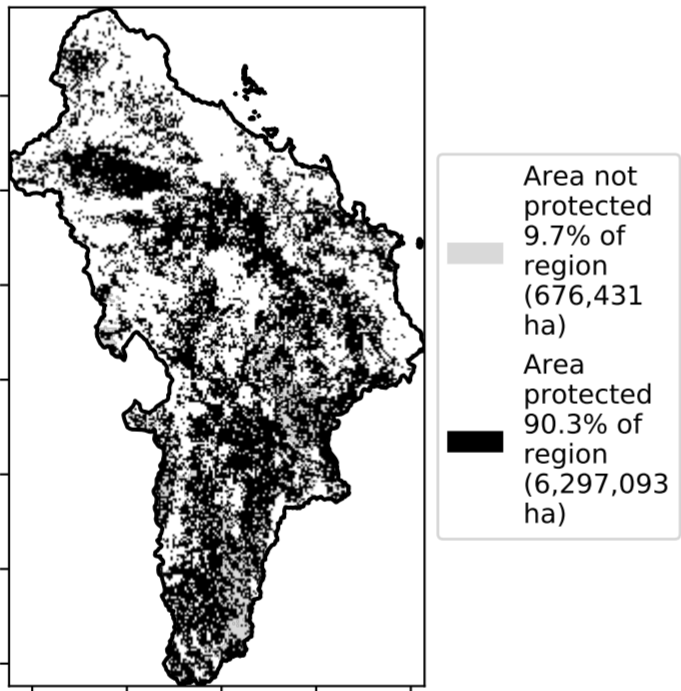 Area not
protected
9.7% of
region
(676,431
ha)
Area
protected
90.3% of
region
(6,297,093
ha)